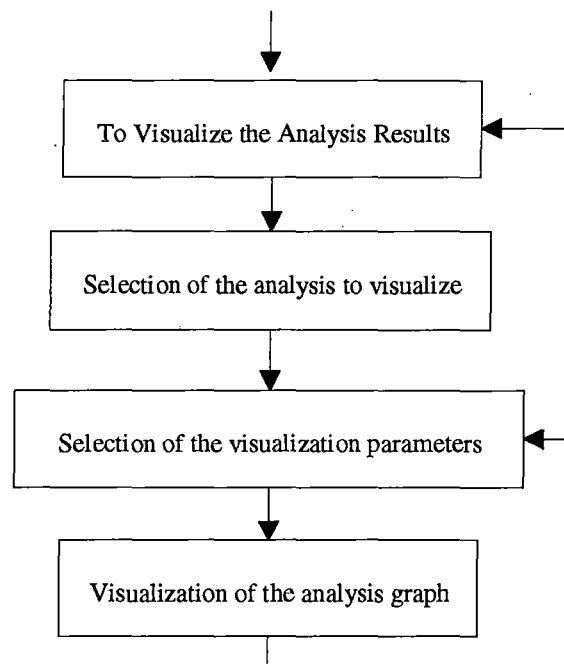 To Visualize the Analysis Results
Selection of the analysis to visualize
Selection of the visualization parameters
Visualization of the analysis graph